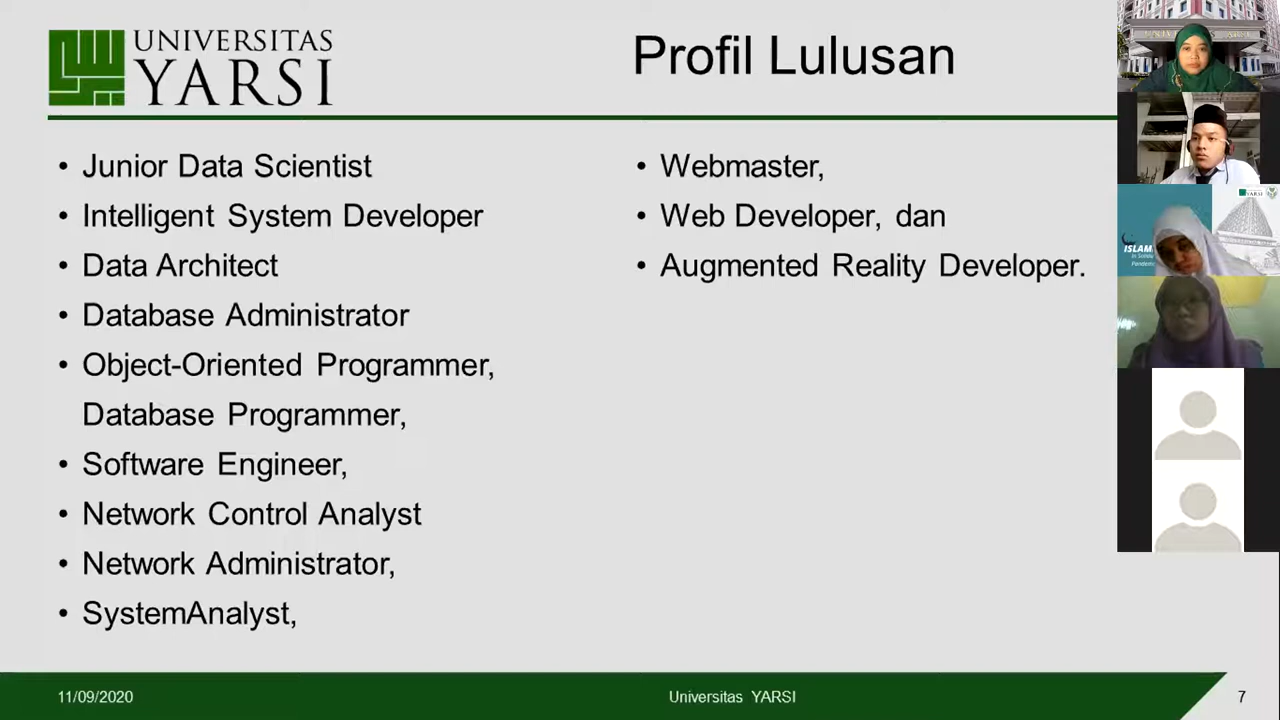 UNIVERSITAS
YARSI
Profil Lulusan
• Junior Data Scientist
• Intelligent System Developer
• Data Architect
• Database Administrator
• Object-Oriented Programmer,
Database Programmer,
• Software Engineer,
• Network Control Analyst
• Network Administrator,
• SystemAnalyst,
• Webmaster,
• Web Developer, dan
• Augmented Reality Developer.
YARSI
11/09/2020
Universitas YARSI
7